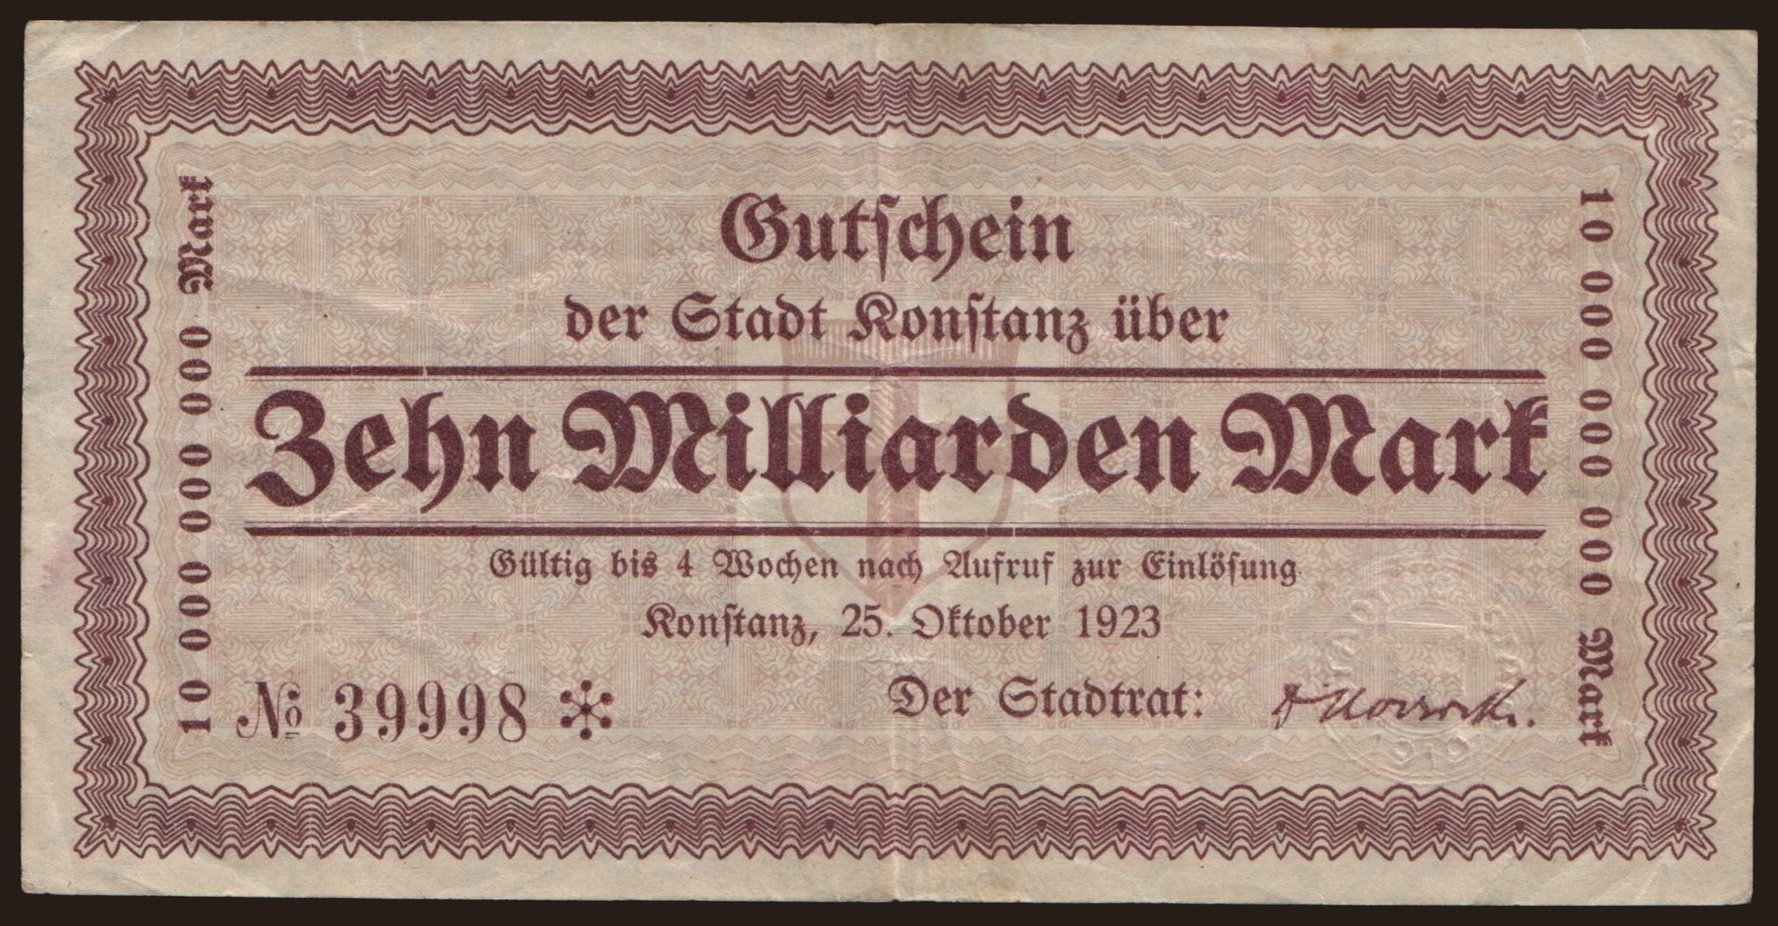 Gutschein
der Stadt Konstanz über
Zehn Milliarden Mark
Gültig bis 4 Wochen nach Aufruf zur Einlösung
Konstanz, 25. Oktober 1923
№ 39998 *
Der Stadtrat:
10 000 000 000 Mark
10 000 000 000 Mark